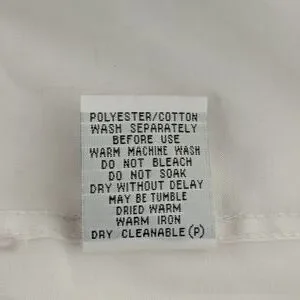 POLYESTER/COTTON
WASH SEPARATELY
BEFORE USE
WARM MACHINE WASH
DO NOT BLEACH
DO NOT SOAK
DRY WITHOUT DELAY
MAY BE TUMBLE
DRIED WARM
WARM IRON
DRY CLEANABLE(P)